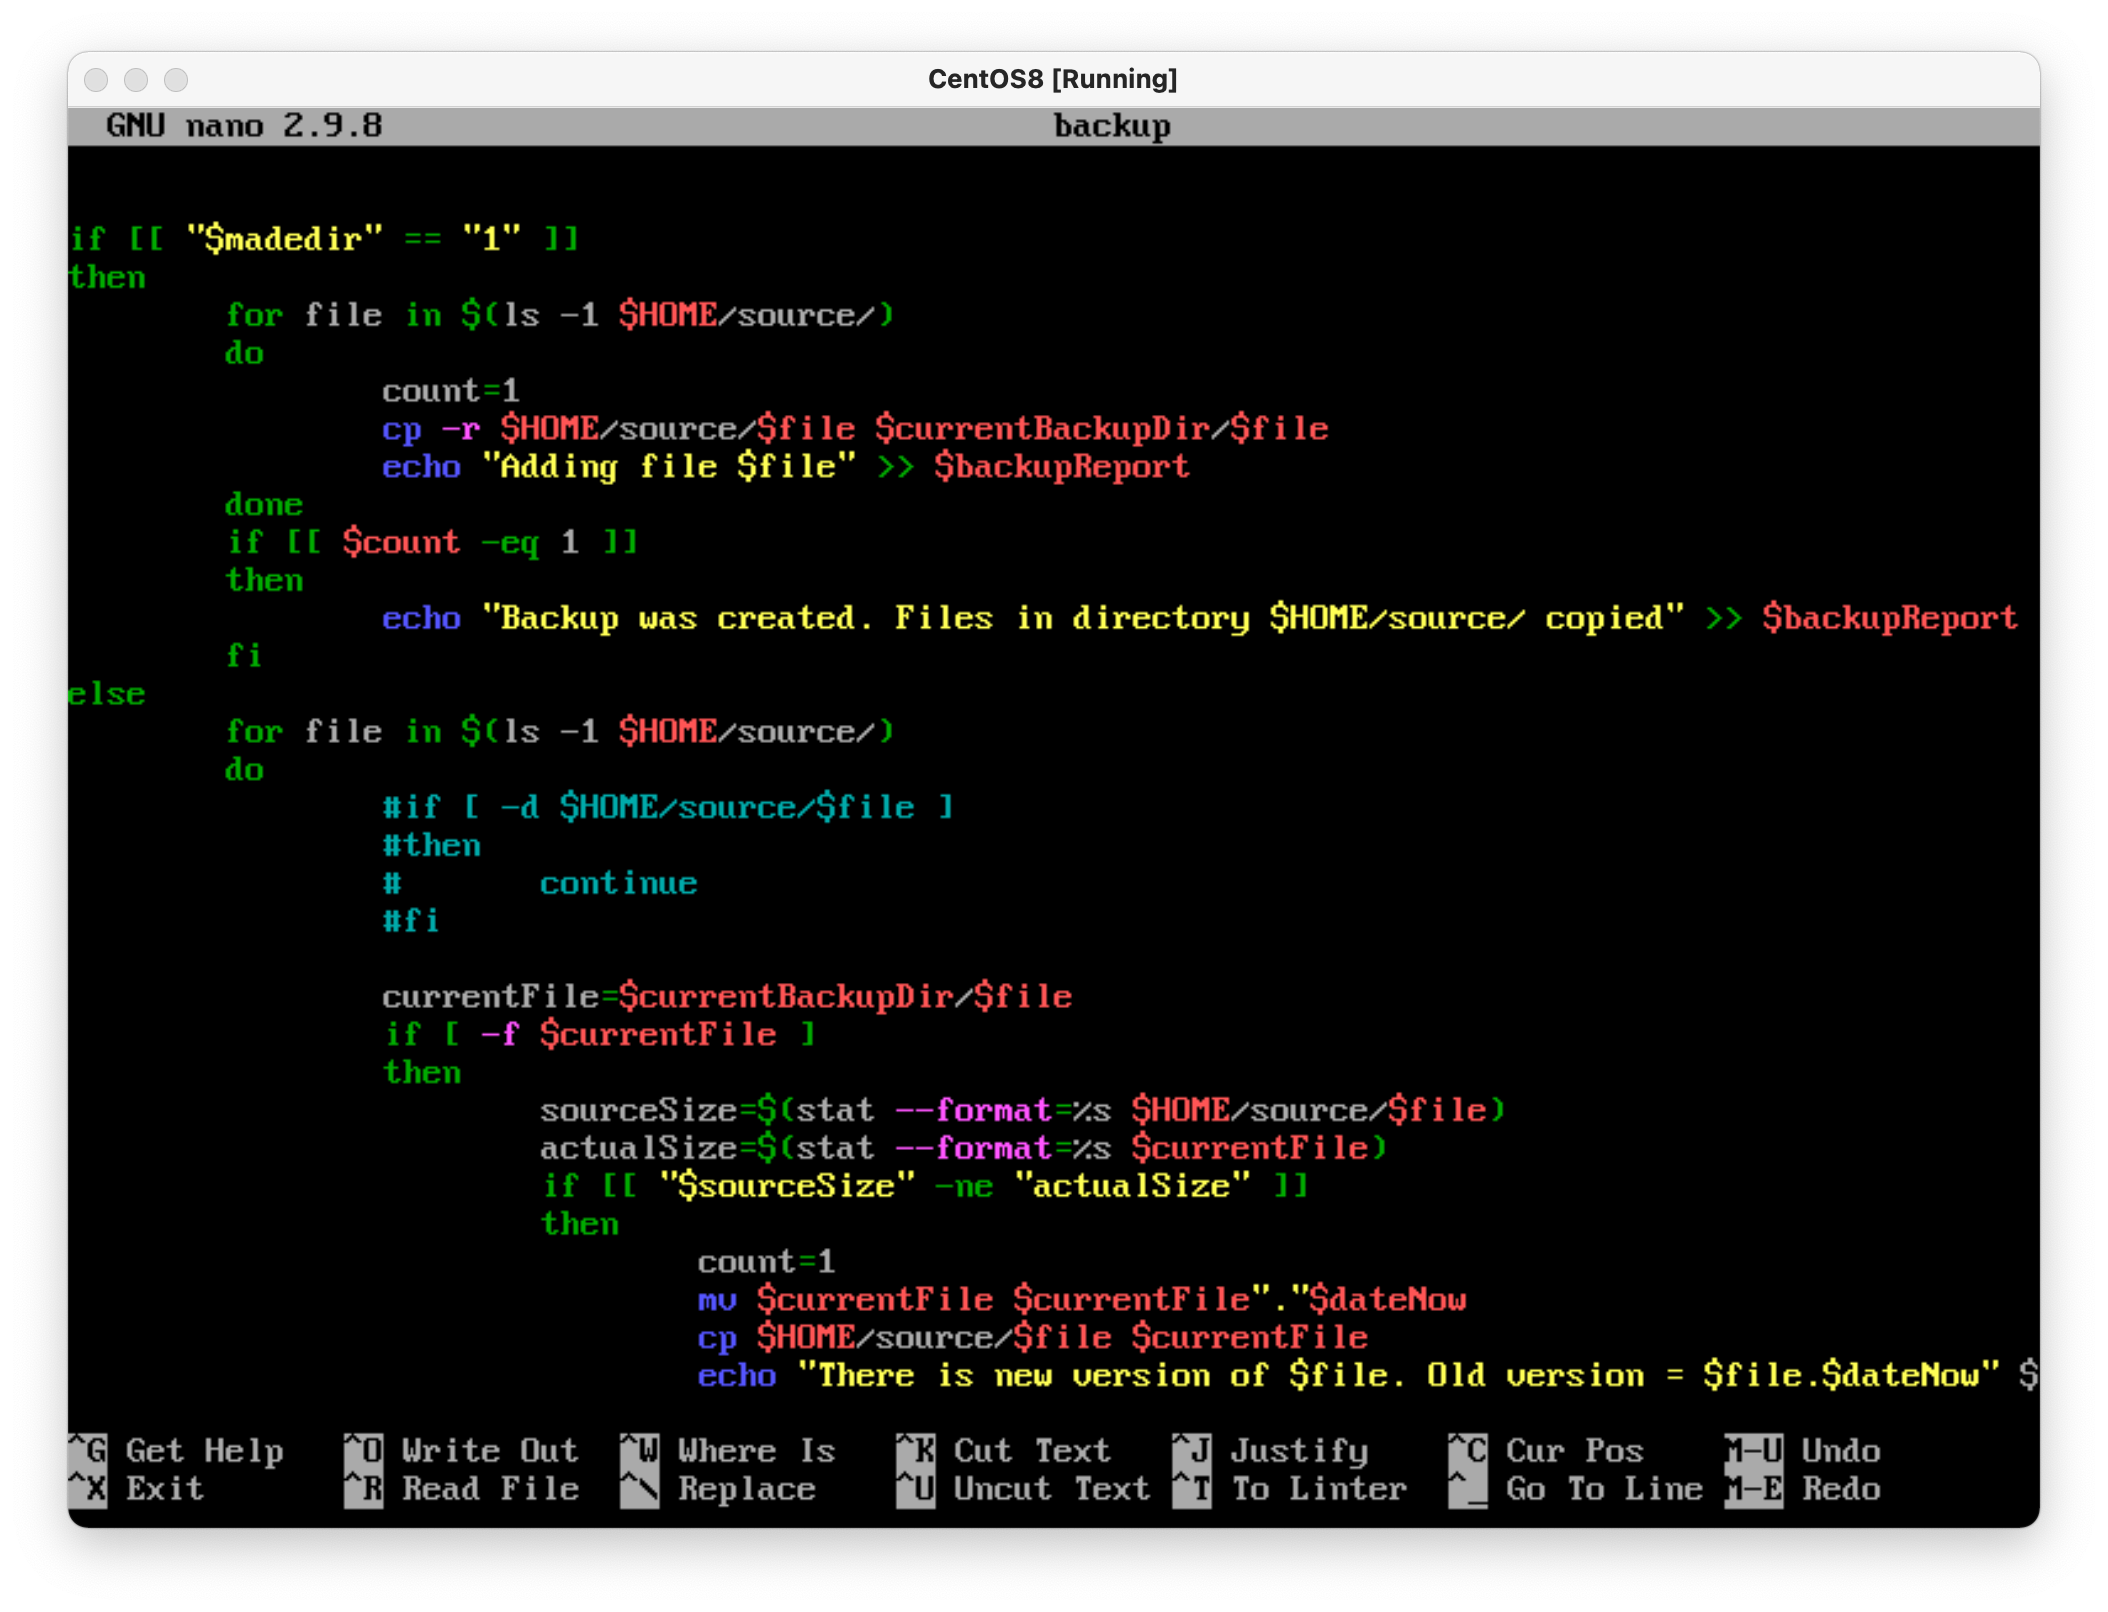 CentOS8 [Running]
GNU nano 2.9.8 backup
if [[ "$madedir" == "1" ]]
then
for file in $(ls -1 $HOME/source/)
do
count=1
cp -r $HOME/source/$file $currentBackupDir/$file
echo "Adding file $file" >> $backupReport
done
if [[ $count -eq 1 ]]
then
echo "Backup was created. Files in directory $HOME/source/ copied" >> $backupReport
fi
else
for file in $(ls -1 $HOME/source/)
do
#if [ -d $HOME/source/$file ]
#then
# continue
#fi
currentFile=$currentBackupDir/$file
if [ -f $currentFile ]
then
sourceSize=$(stat --format=%s $HOME/source/$file)
actualSize=$(stat --format=%s $currentFile)
if [[ "$sourceSize" -ne "actualSize" ]]
then
count=1
mv $currentFile $currentFile"."$dateNow
cp $HOME/source/$file $currentFile
echo "There is new version of $file. Old version = $file.$dateNow" $
^G Get Help ^O Write Out ^W Where Is ^K Cut Text ^J Justify ^C Cur Pos M-U Undo
^X Exit ^R Read File ^\ Replace ^U Uncut Text ^T To Linter ^_ Go To Line M-E Redo